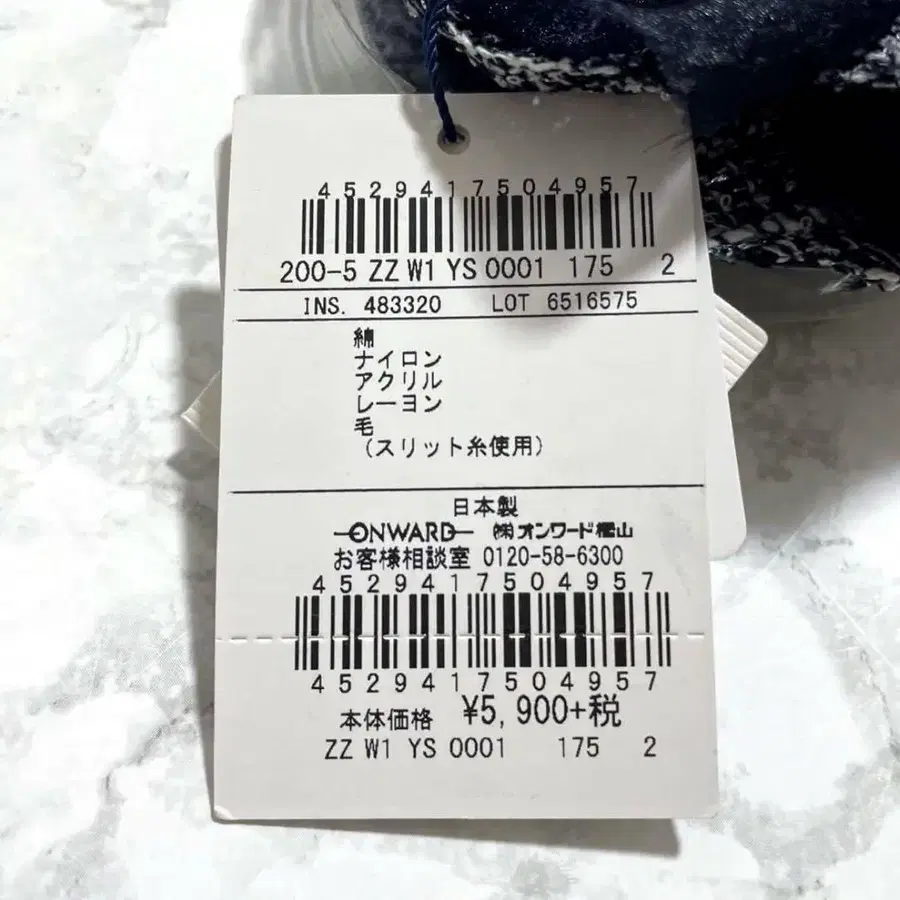 4529417504957
200-5 ZZ W1 YS 0001 175 2
INS. 483320 LOT 6516575
綿
ナイロン
アクリル
レーヨン
毛
(スリット糸使用)
日本製
ONWARD ㈱オンワード樫山
お客様相談室 0120-58-6300
4529417504957
4529417504957
本体価格 ¥5,900+税
ZZ W1 YS 0001 175 2